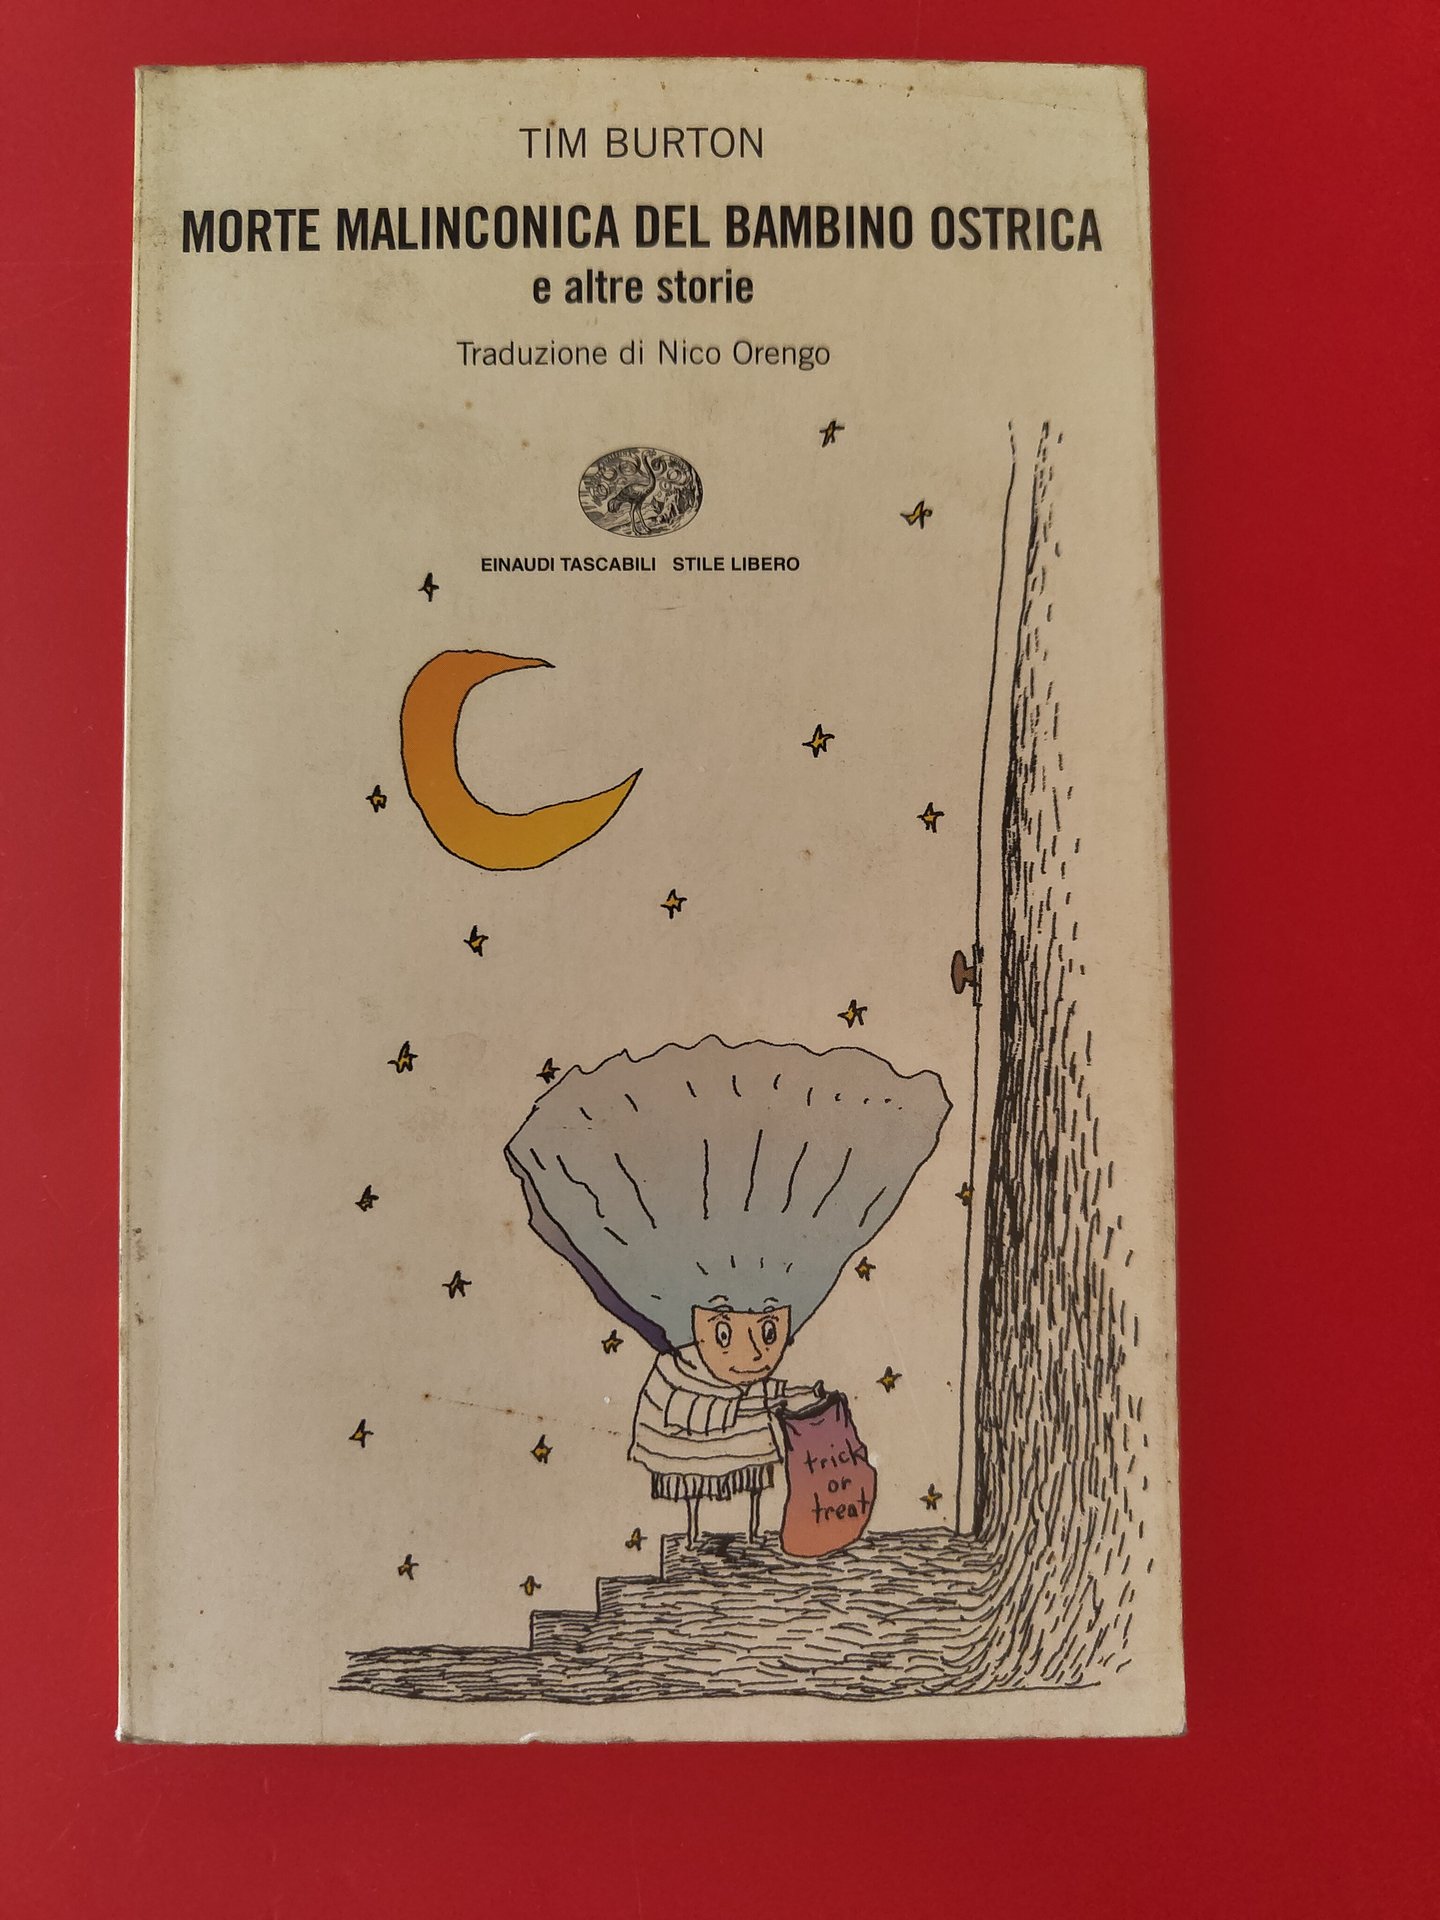 TIM BURTON
MORTE MALINCONICA DEL BAMBINO OSTRICA
e altre storie
Traduzione di Nico Orengo
EINAUDI TASCABILI STILE LIBERO
trick
or
treat